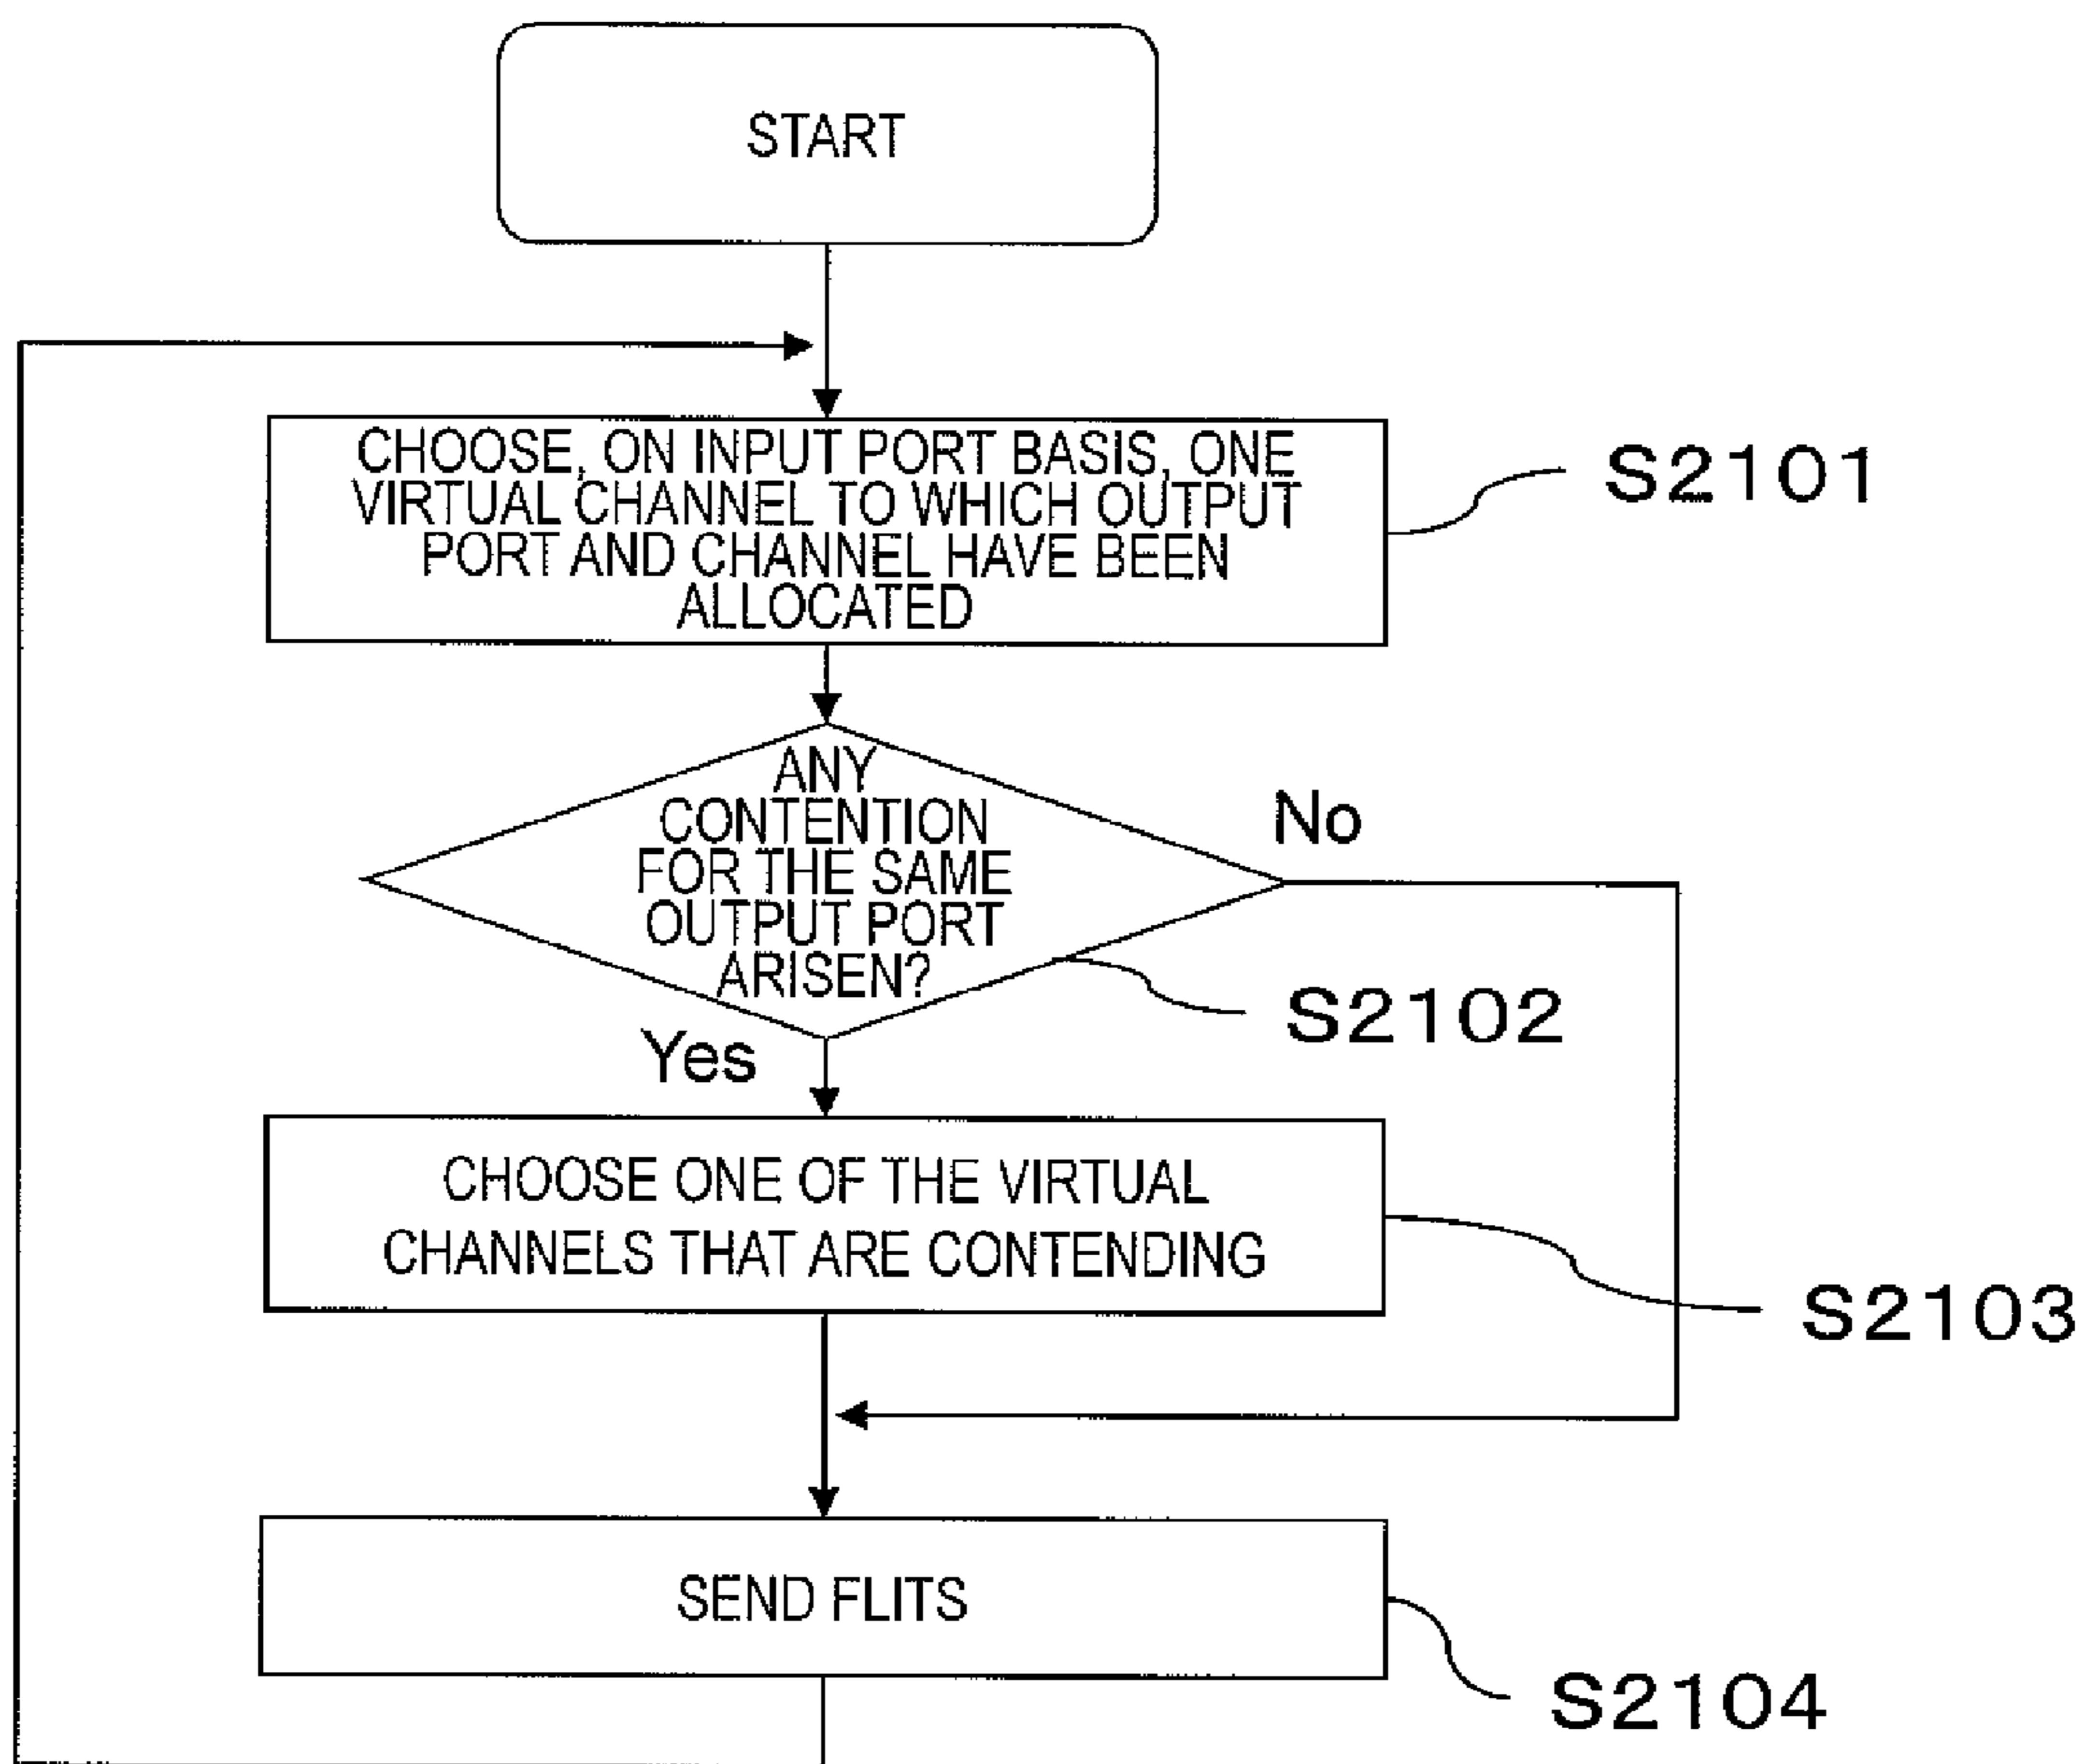 START
CHOOSE, ON INPUT PORT BASIS, ONE
VIRTUAL CHANNEL TO WHICH OUTPUT
PORT AND CHANNEL HAVE BEEN
ALLOCATED
S2101
ANY
CONTENTION
FOR THE SAME
OUTPUT PORT
ARISEN?
No
S2102
Yes
CHOOSE ONE OF THE VIRTUAL
CHANNELS THAT ARE CONTENDING
S2103
SEND FLITS
S2104